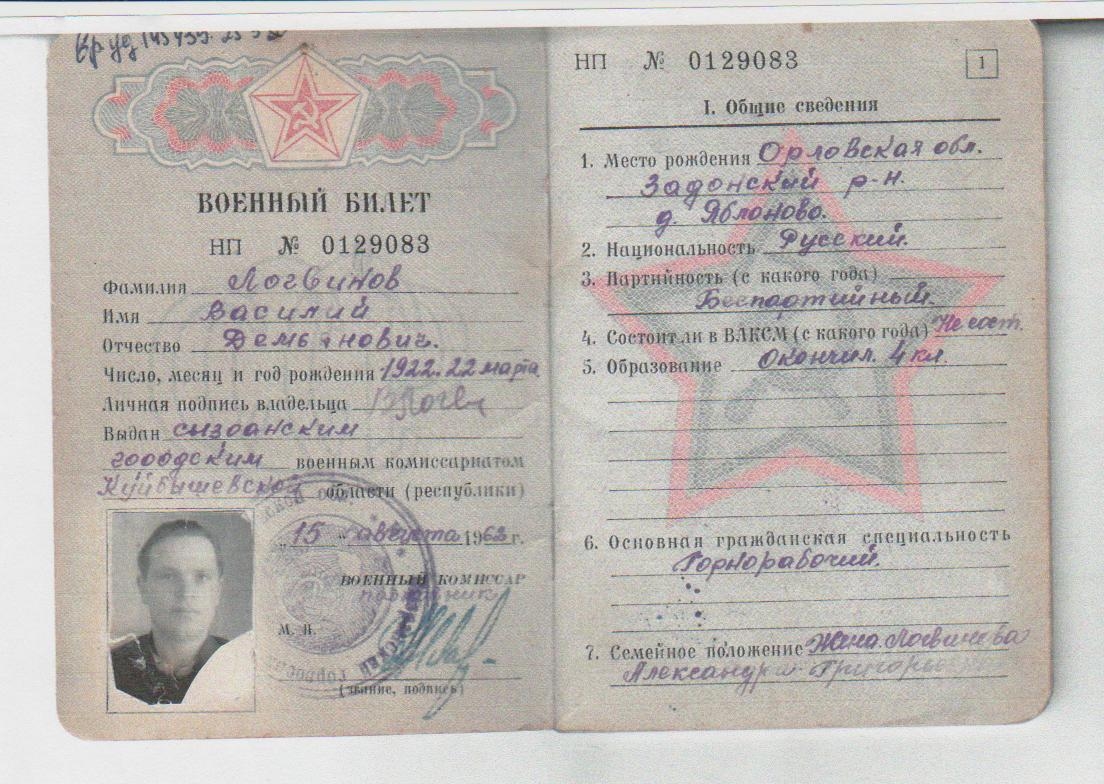 ВОЕННЫЙ БИЛЕТ
НП № 0129083
Фамилия Логвинов
Имя Василий
Отчество Демьянович.
Число, месяц и год рождения 1922. 22 марта
Личная подпись владельца
Выдан сызранским
городским военным комиссариатом
Куйбышевской области (республики)
„15" августа 1962 г.
ВОЕННЫЙ КОМИССАР
подполковник
М. П.
(звание, подпись)
НП № 0129083
1
I. Общие сведения
1. Место рождения Орловская обл.
Задонский р-н.
д. Яблоново.
2. Национальность Русский.
3. Партийность (с какого года)
Беспартийный.
4. Состоит ли в ВЛКСМ (с какого года) Не сост.
5. Образование окончил 4 кл.
6. Основная гражданская специальность
Горнорабочий.
7. Семейное положение Жена Логвинова
Александра